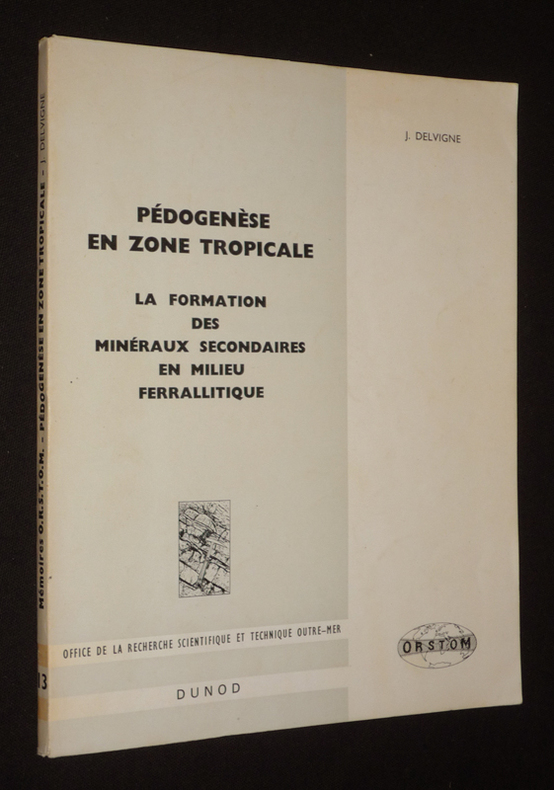 J. DELVIGNE
PÉDOGENÈSE
EN ZONE TROPICALE
LA FORMATION
DES
MINÉRAUX SECONDAIRES
EN MILIEU
FERRALLITIQUE
OFFICE DE LA RECHERCHE SCIENTIFIQUE ET TECHNIQUE OUTRE-MER
DUNOD
ORSTOM
Mémoires O.R.S.T.O.M. - PÉDOGENÈSE EN ZONE TROPICALE - J. DELVIGNE
13